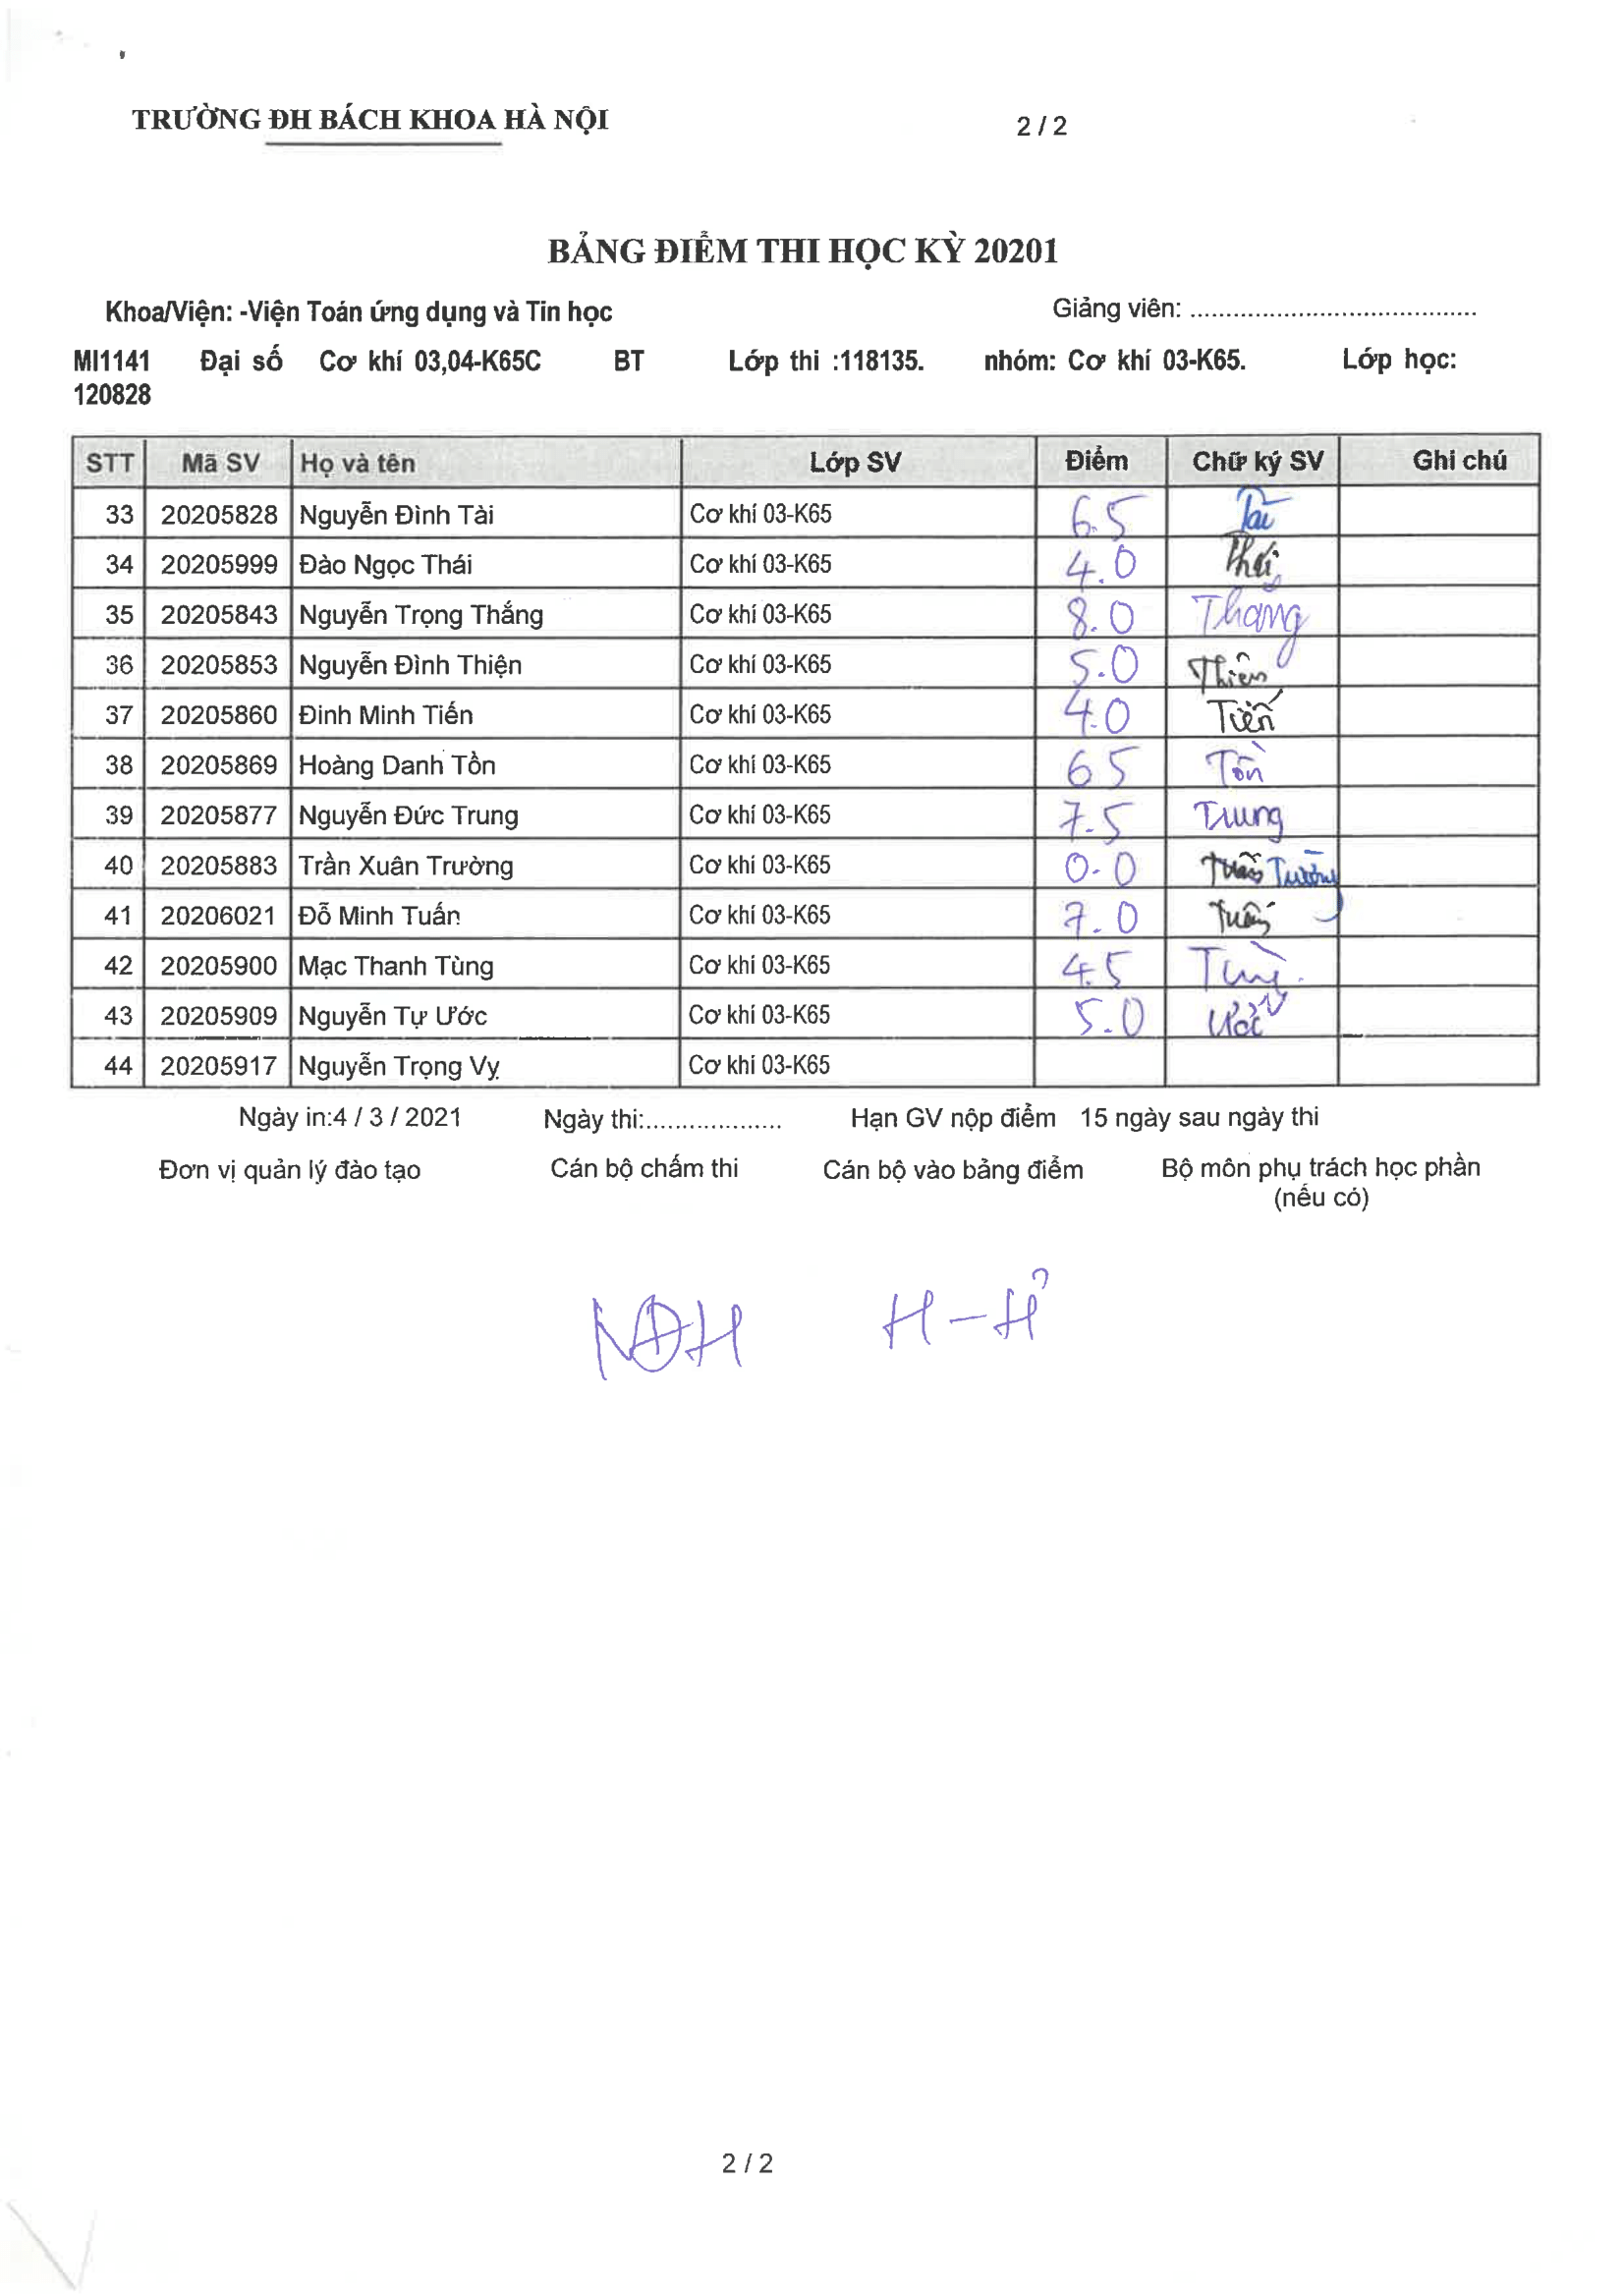 TRƯỜNG ĐH BÁCH KHOA HÀ NỘI 2 / 2
BẢNG ĐIỂM THI HỌC KỲ 20201
Khoa/Viện: -Viện Toán ứng dụng và Tin học Giảng viên: ........................................
MI1141 Đại số Cơ khí 03,04-K65C BT Lớp thi :118135. nhóm: Cơ khí 03-K65. Lớp học:
120828
STT Mã SV Họ và tên Lớp SV Điểm Chữ ký SV Ghi chú
33 20205828 Nguyễn Đình Tài Cơ khí 03-K65 6.5 Tài
34 20205999 Đào Ngọc Thái Cơ khí 03-K65 4.0 Thái
35 20205843 Nguyễn Trọng Thắng Cơ khí 03-K65 8.0 Thắng
36 20205853 Nguyễn Đình Thiện Cơ khí 03-K65 5.0 Thiện
37 20205860 Đinh Minh Tiến Cơ khí 03-K65 4.0 Tiến
38 20205869 Hoàng Danh Tồn Cơ khí 03-K65 6 5 Tồn
39 20205877 Nguyễn Đức Trung Cơ khí 03-K65 7.5 Trung
40 20205883 Trần Xuân Trường Cơ khí 03-K65 0.0 Trường
41 20206021 Đỗ Minh Tuấn Cơ khí 03-K65 7.0 Tuấn
42 20205900 Mạc Thanh Tùng Cơ khí 03-K65 4.5 Tùng
43 20205909 Nguyễn Tự Ước Cơ khí 03-K65 5.0 Ước
44 20205917 Nguyễn Trọng Vỵ Cơ khí 03-K65
Ngày in:4 / 3 / 2021 Ngày thi:................... Hạn GV nộp điểm 15 ngày sau ngày thi
Đơn vị quản lý đào tạo Cán bộ chấm thi Cán bộ vào bảng điểm Bộ môn phụ trách học phần
(nếu có)
NĐH H-H
2 / 2